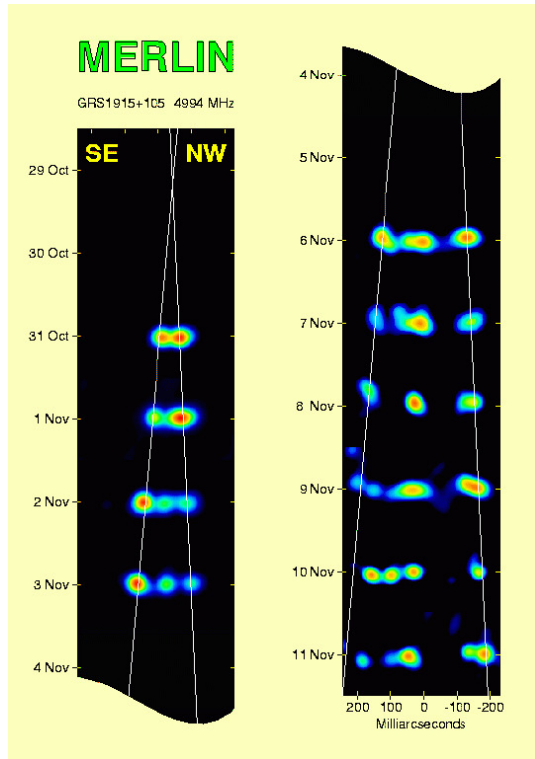 MERLIN
GRS1915+105 4994 MHz
SE NW
29 Oct
30 Oct
31 Oct
1 Nov
2 Nov
3 Nov
4 Nov
4 Nov
5 Nov
6 Nov
7 Nov
8 Nov
9 Nov
10 Nov
11 Nov
200 100 0 -100 -200
Milliarcseconds